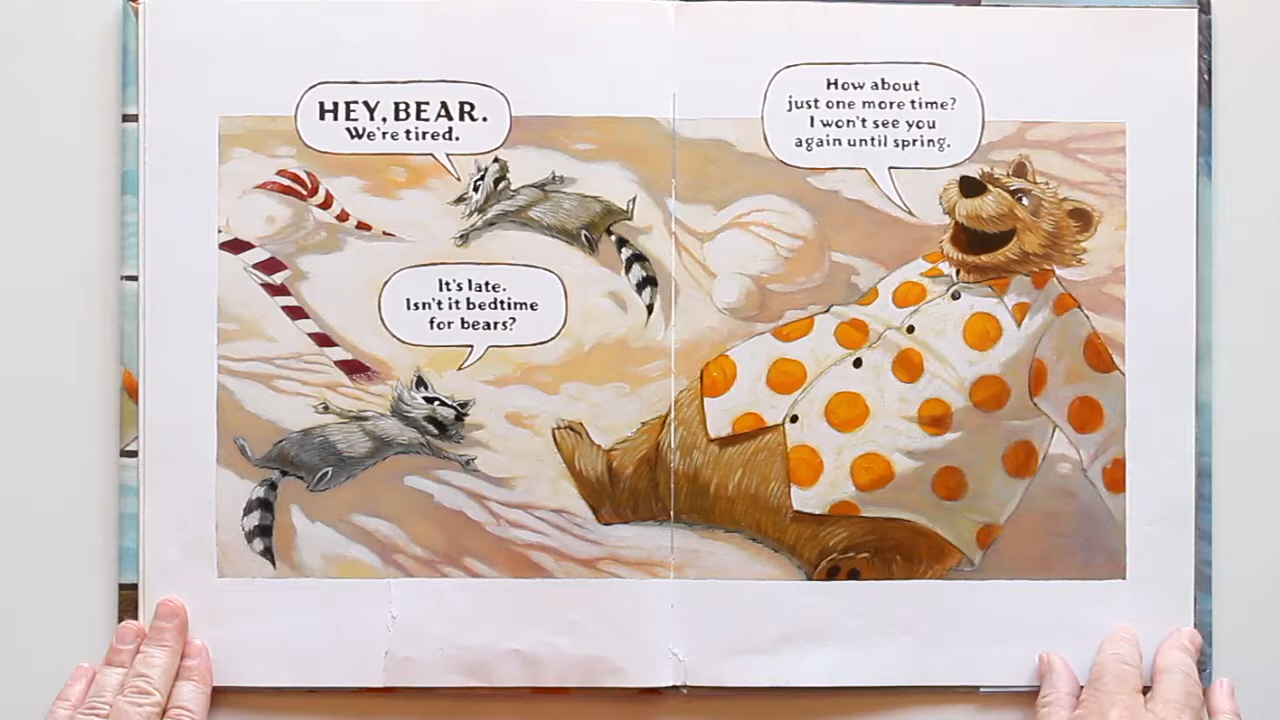 HEY, BEAR.
We're tired.
It's late.
Isn't it bedtime
for bears?
How about
just one more time?
I won't see you
again until spring.